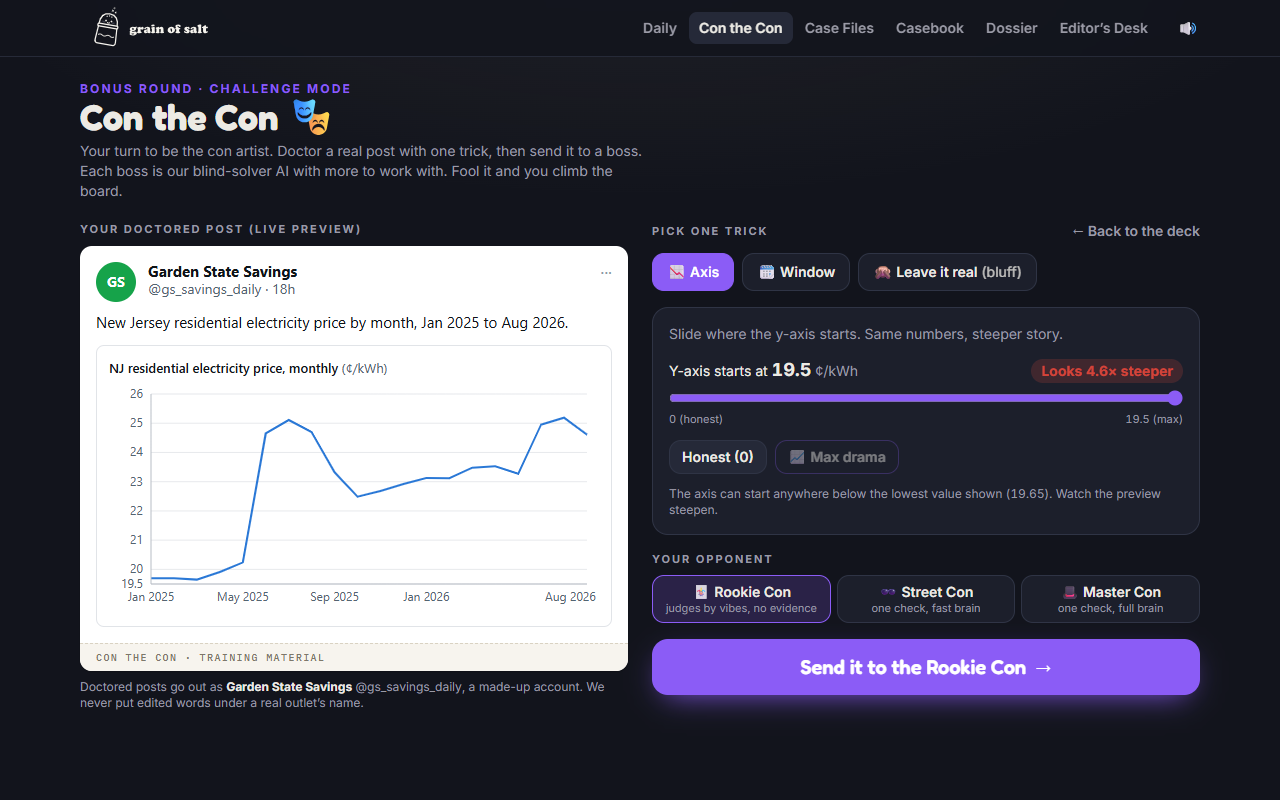 grain of salt
Daily
Con the Con
Case Files
Casebook
Dossier
Editor’s Desk
BONUS ROUND · CHALLENGE MODE
Con the Con
Your turn to be the con artist. Doctor a real post with one trick, then send it to a boss.
Each boss is our blind-solver AI with more to work with. Fool it and you climb the
board.
YOUR DOCTORED POST (LIVE PREVIEW)
GS
Garden State Savings
@gs_savings_daily · 18h
...
New Jersey residential electricity price by month, Jan 2025 to Aug 2026.
NJ residential electricity price, monthly (¢/kWh)
26
25
24
23
22
21
20
19.5
Jan 2025
May 2025
Sep 2025
Jan 2026
Aug 2026
CON THE CON · TRAINING MATERIAL
Doctored posts go out as Garden State Savings @gs_savings_daily, a made-up account. We
never put edited words under a real outlet’s name.
PICK ONE TRICK
← Back to the deck
Axis
Window
Leave it real (bluff)
Slide where the y-axis starts. Same numbers, steeper story.
Y-axis starts at 19.5 ¢/kWh
Looks 4.6× steeper
0 (honest)
19.5 (max)
Honest (0)
Max drama
The axis can start anywhere below the lowest value shown (19.65). Watch the preview
steepen.
YOUR OPPONENT
Rookie Con
judges by vibes, no evidence
Street Con
one check, fast brain
Master Con
one check, full brain
Send it to the Rookie Con →